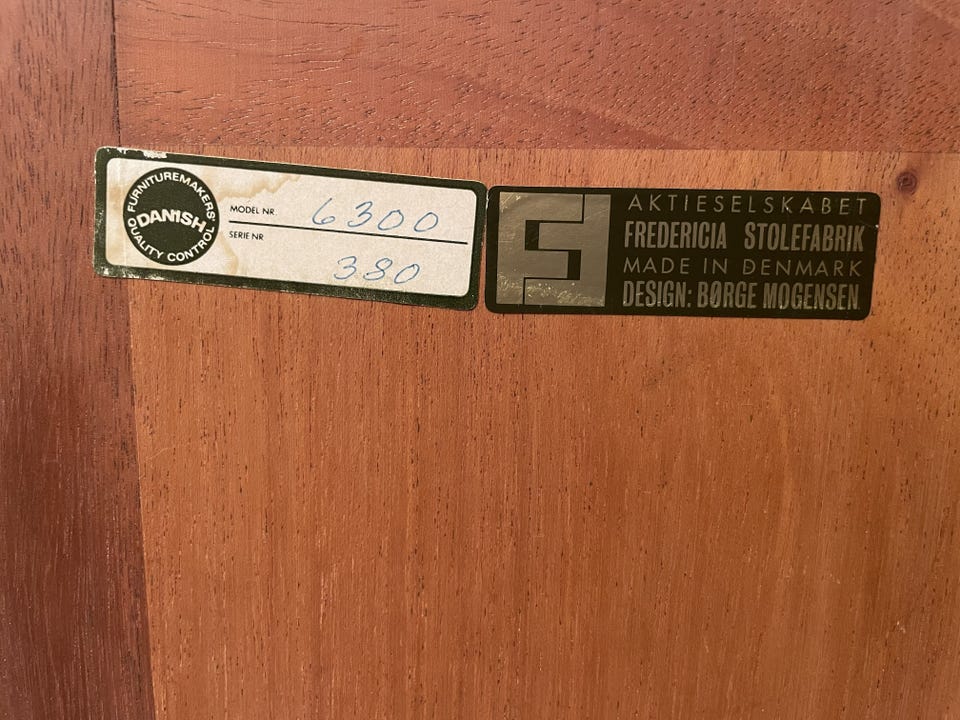 FURNITUREMAKERS'
DANISH
QUALITY CONTROL
MODEL NR. 6300
SERIE NR 380
AKTIESELSKABET
FREDERICIA STOLEFABRIK
MADE IN DENMARK
DESIGN: BØRGE MOGENSEN